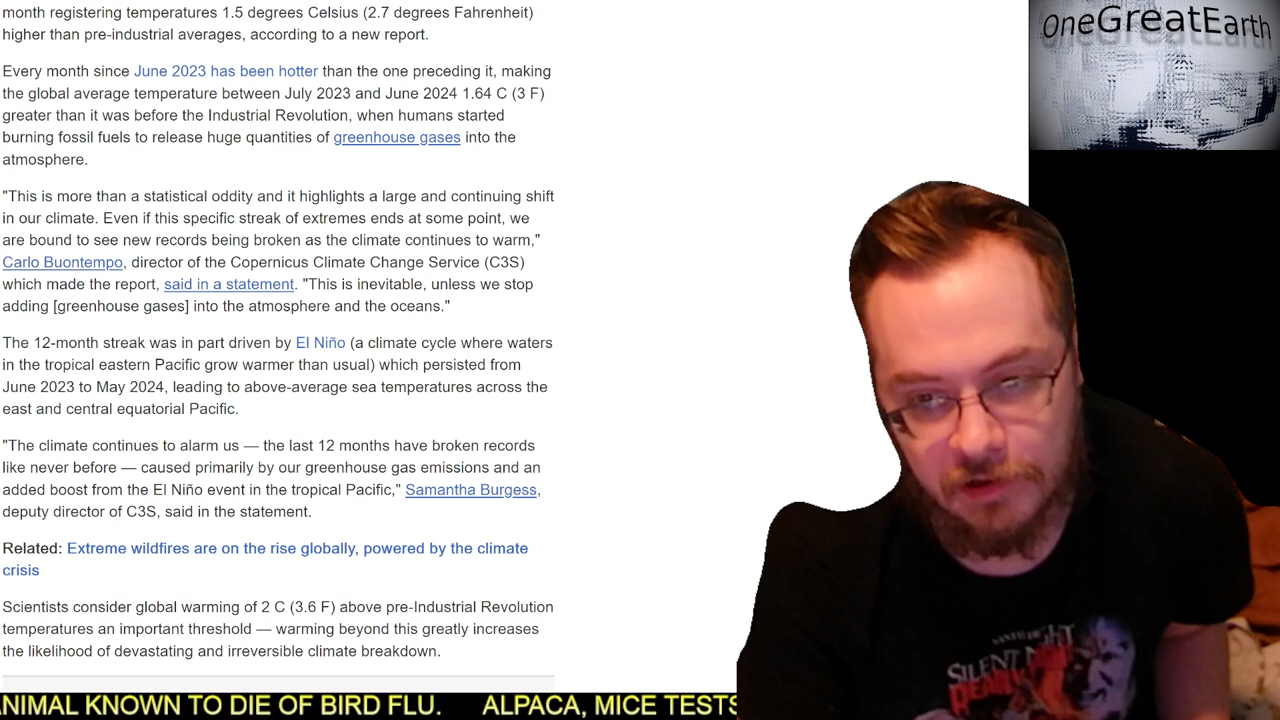 month registering temperatures 1.5 degrees Celsius (2.7 degrees Fahrenheit)
higher than pre-industrial averages, according to a new report.
Every month since June 2023 has been hotter than the one preceding it, making
the global average temperature between July 2023 and June 2024 1.64 C (3 F)
greater than it was before the Industrial Revolution, when humans started
burning fossil fuels to release huge quantities of greenhouse gases into the
atmosphere.
"This is more than a statistical oddity and it highlights a large and continuing shift
in our climate. Even if this specific streak of extremes ends at some point, we
are bound to see new records being broken as the climate continues to warm,"
Carlo Buontempo, director of the Copernicus Climate Change Service (C3S)
which made the report, said in a statement. "This is inevitable, unless we stop
adding [greenhouse gases] into the atmosphere and the oceans."
The 12-month streak was in part driven by El Niño (a climate cycle where waters
in the tropical eastern Pacific grow warmer than usual) which persisted from
June 2023 to May 2024, leading to above-average sea temperatures across the
east and central equatorial Pacific.
"The climate continues to alarm us — the last 12 months have broken records
like never before — caused primarily by our greenhouse gas emissions and an
added boost from the El Niño event in the tropical Pacific," Samantha Burgess,
deputy director of C3S, said in the statement.
Related: Extreme wildfires are on the rise globally, powered by the climate
crisis
Scientists consider global warming of 2 C (3.6 F) above pre-Industrial Revolution
temperatures an important threshold — warming beyond this greatly increases
the likelihood of devastating and irreversible climate breakdown.
OneGreatEarth
SILENT NIGHT
ANIMAL KNOWN TO DIE OF BIRD FLU. ALPACA, MICE TESTS